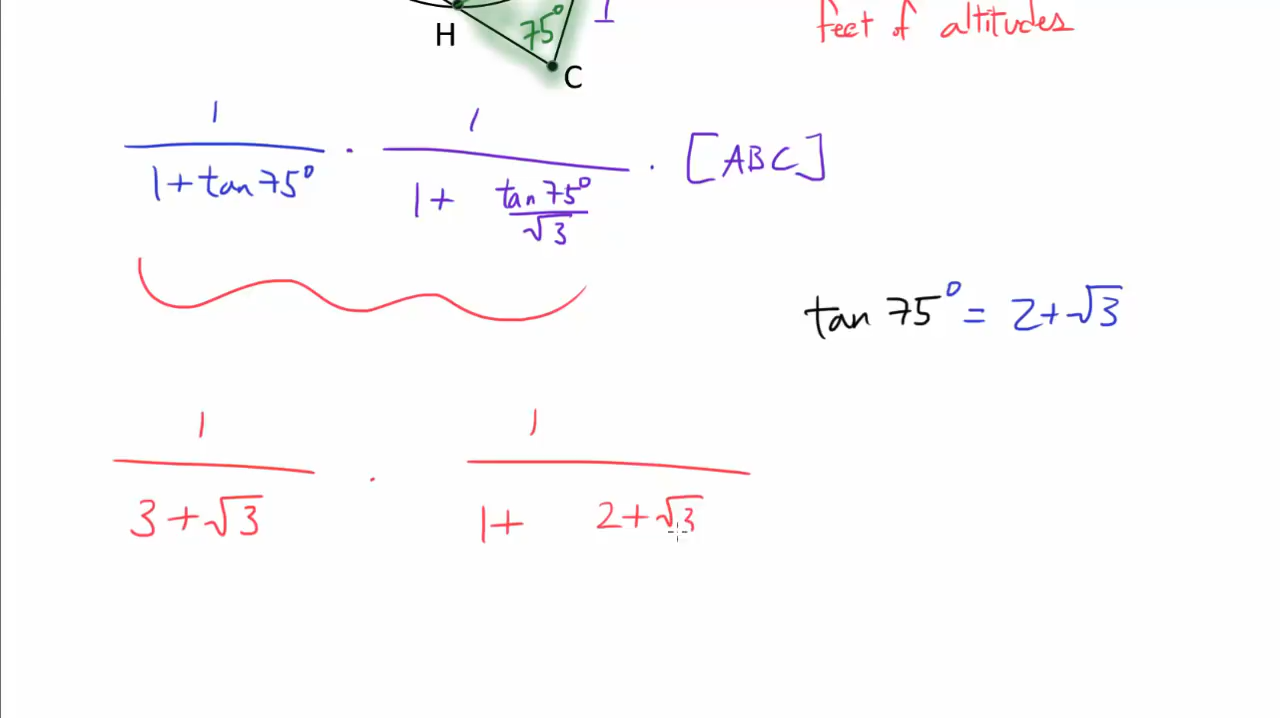 I
75°
H
C
feet of altitudes
1/(1+tan75°) · 1/(1+ tan75°/√3) · [ABC]
tan 75° = 2+√3
1/(3+√3) · 1/(1+ 2+√3)